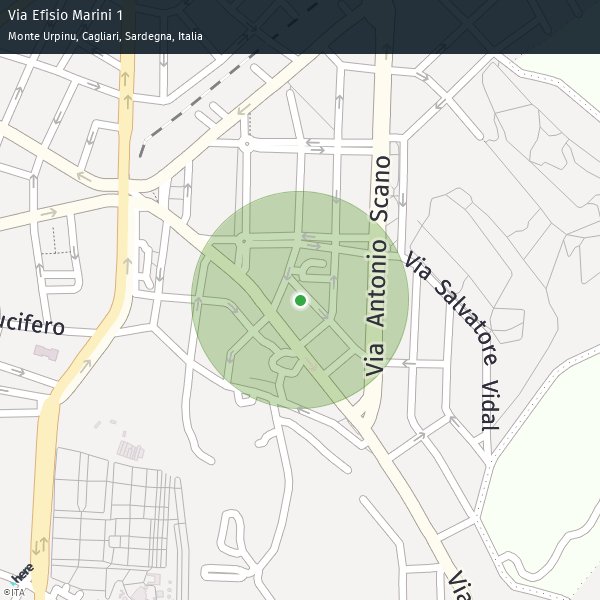 Via Efisio Marini 1
Monte Urpinu, Cagliari, Sardegna, Italia
Via Antonio Scano
Via Salvatore Vidal
ucifero
Via
here
©ITA